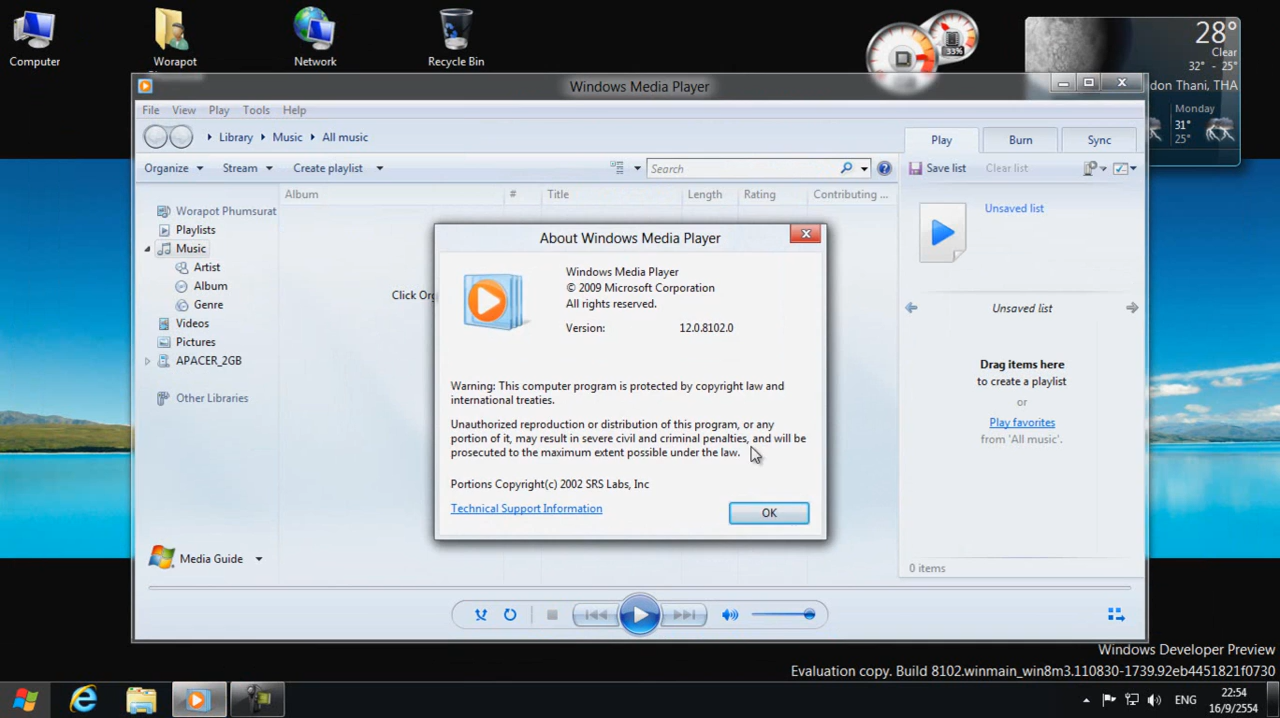 Computer
Worapot
Network
Recycle Bin
33%
28°
Clear
32° - 25°
don Thani, THA
Monday
31°
25°
Windows Media Player
File View Play Tools Help
Library Music All music
Play Burn Sync
Organize Stream Create playlist
Search
Save list Clear list
Album # Title Length Rating Contributing ...
Worapot Phumsurat
Playlists
Music
Artist
Album
Genre
Videos
Pictures
APACER_2GB
Other Libraries
Media Guide
Click Org
About Windows Media Player
Windows Media Player
© 2009 Microsoft Corporation
All rights reserved.
Version: 12.0.8102.0
Warning: This computer program is protected by copyright law and
international treaties.
Unauthorized reproduction or distribution of this program, or any
portion of it, may result in severe civil and criminal penalties, and will be
prosecuted to the maximum extent possible under the law.
Portions Copyright(c) 2002 SRS Labs, Inc
Technical Support Information
OK
Unsaved list
Unsaved list
Drag items here
to create a playlist
or
Play favorites
from 'All music'.
0 items
Windows Developer Preview
Evaluation copy. Build 8102.winmain_win8m3.110830-1739.92eb4451821f0730
ENG
22:54
16/9/2554